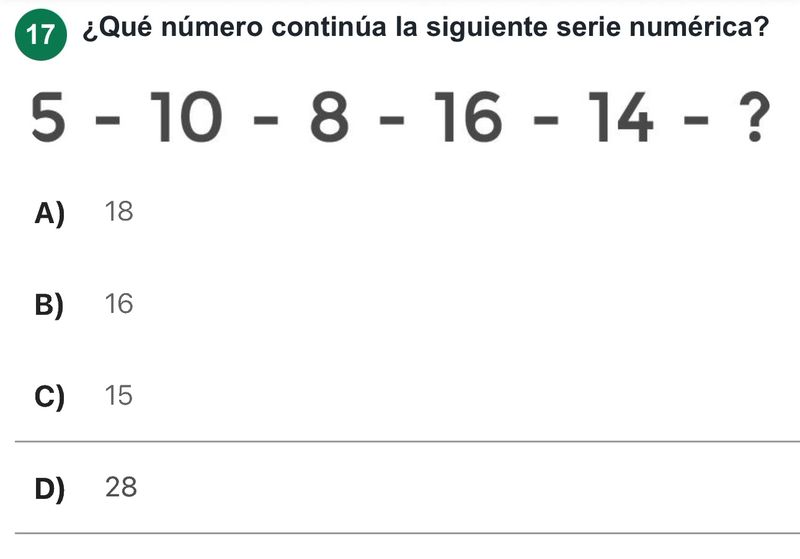 17 ¿Qué número continúa la siguiente serie numérica?
5 - 10 - 8 - 16 - 14 - ?
A) 18
B) 16
C) 15
D) 28